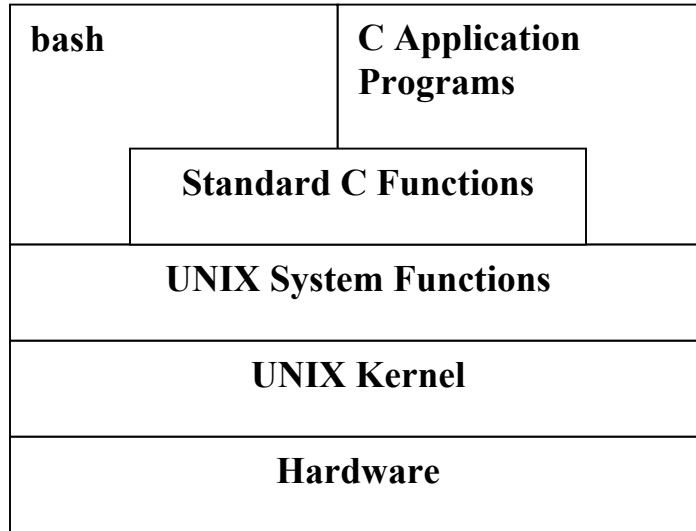 bash
C Application
Programs
Standard C Functions
UNIX System Functions
UNIX Kernel
Hardware